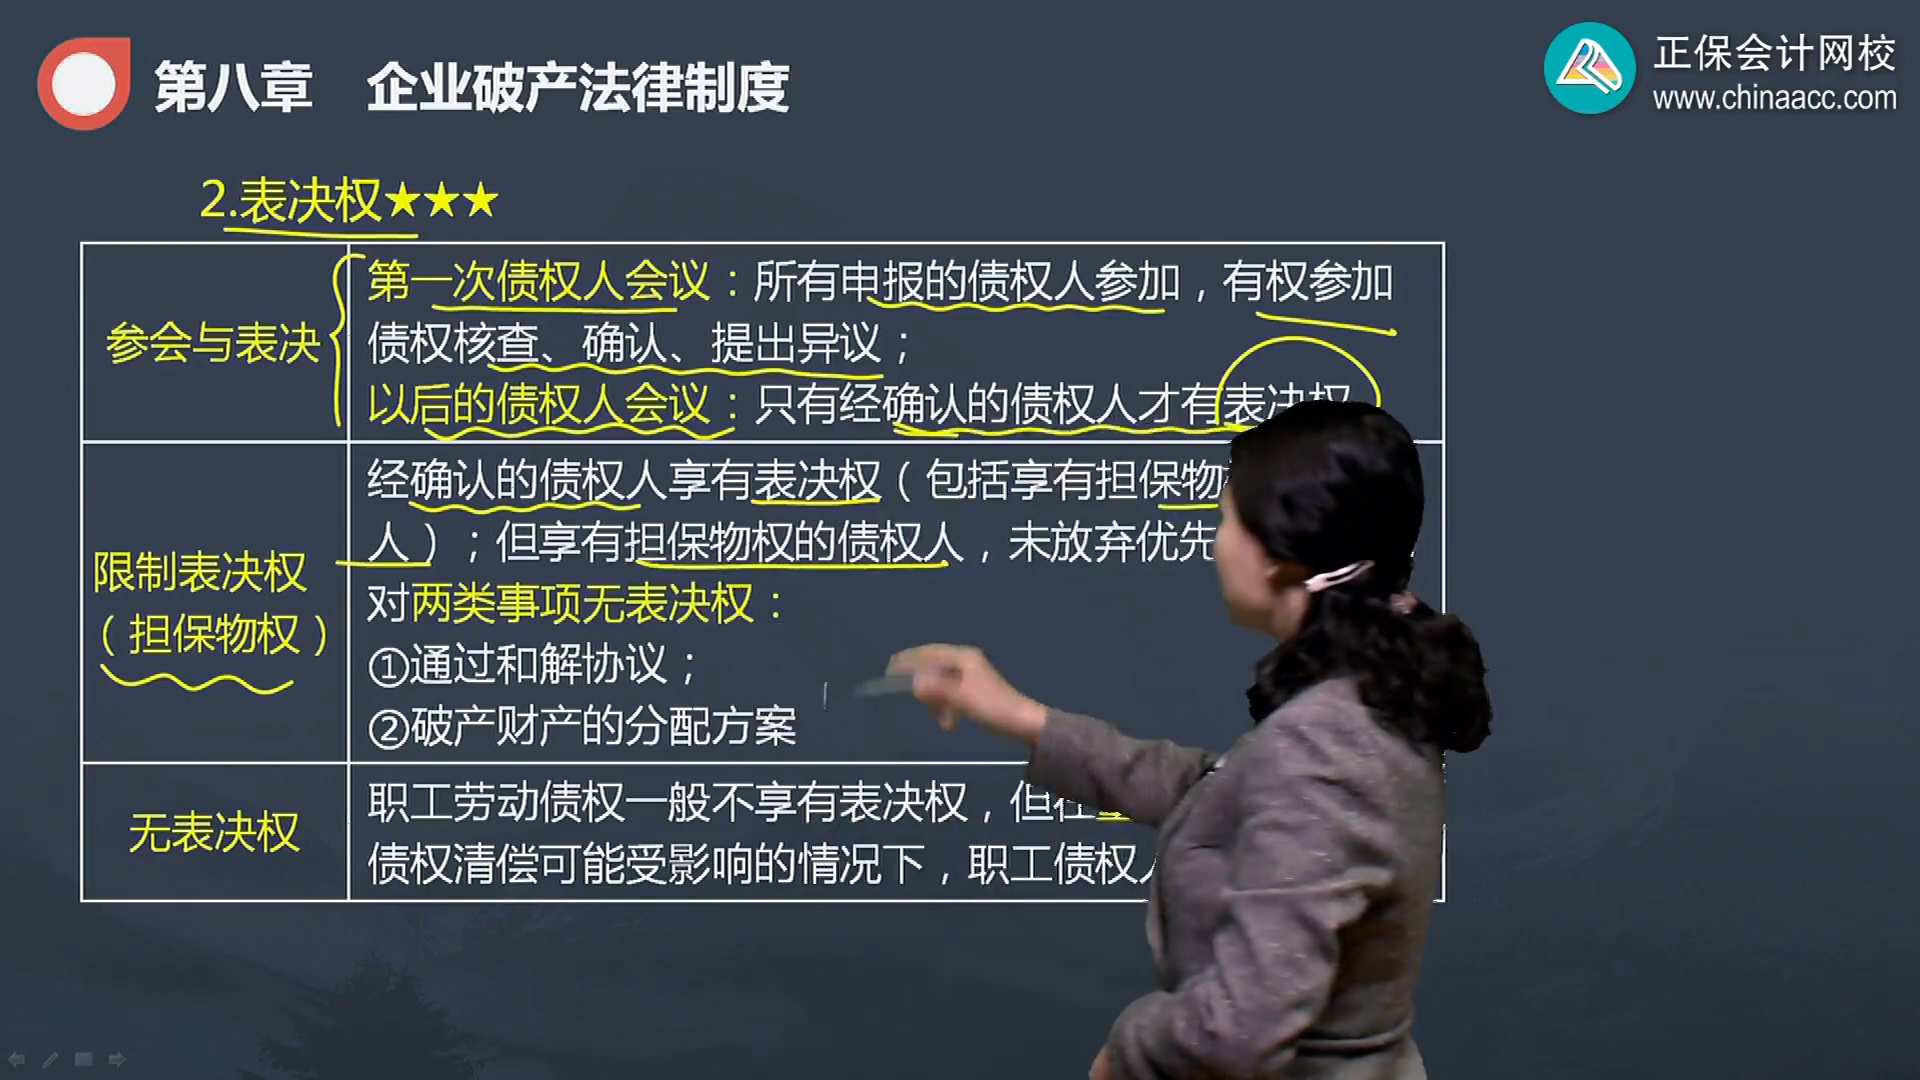 第八章 企业破产法律制度
正保会计网校
www.chinaacc.com
2.表决权★★★
参会与表决
第一次债权人会议：所有申报的债权人参加，有权参加
债权核查、确认、提出异议；
以后的债权人会议：只有经确认的债权人才有表决权
限制表决权
（担保物权）
经确认的债权人享有表决权（包括享有担保物
人）；但享有担保物权的债权人，未放弃优先
对两类事项无表决权：
①通过和解协议；
②破产财产的分配方案
无表决权
职工劳动债权一般不享有表决权，但在
债权清偿可能受影响的情况下，职工债权